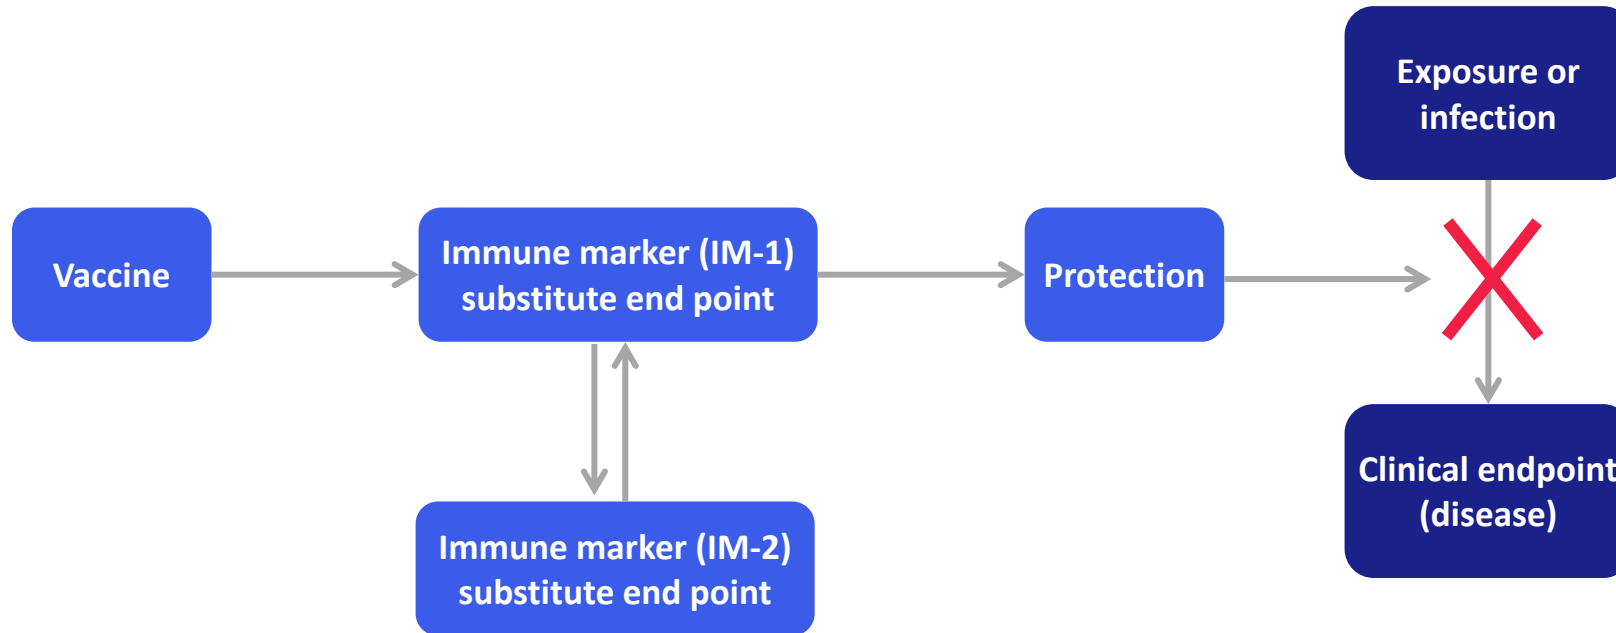 Exposure or
infection
Vaccine
Immune marker (IM-1)
substitute end point
Protection
Clinical endpoint
(disease)
Immune marker (IM-2)
substitute end point